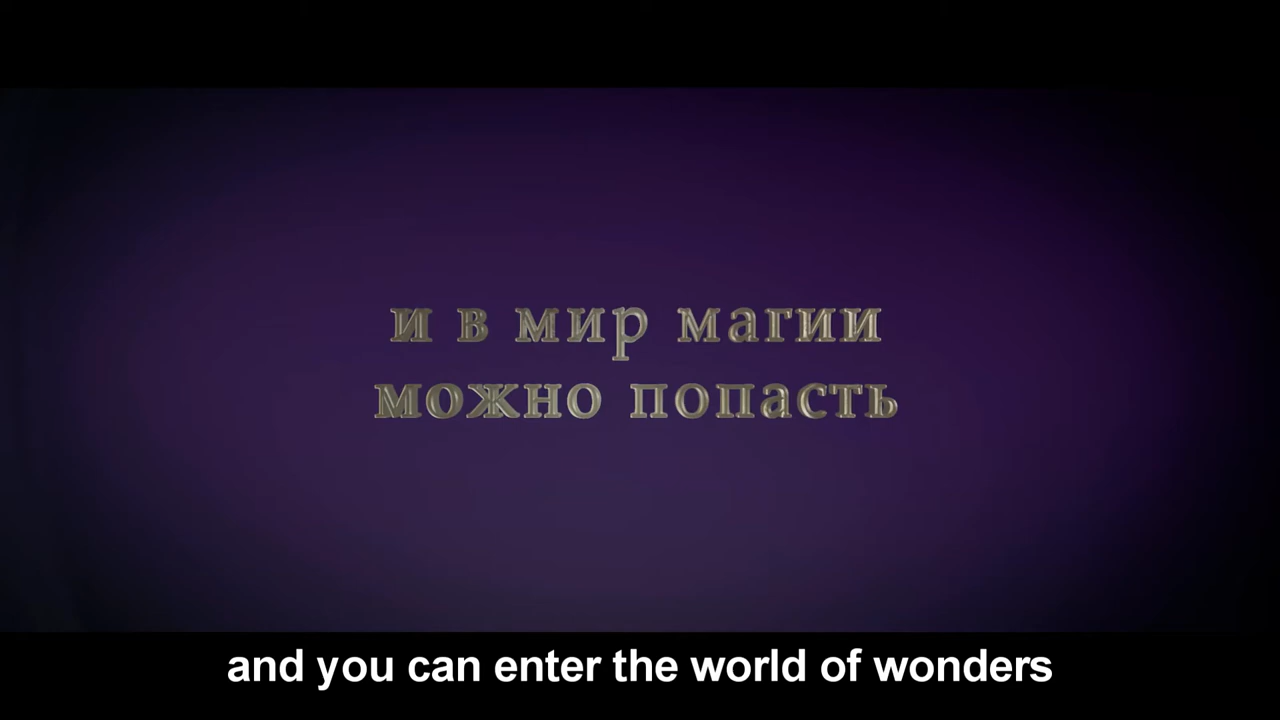 и в мир магии
можно попасть
and you can enter the world of wonders